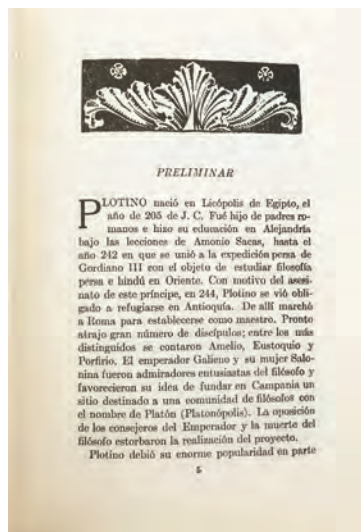 PRELIMINAR
PLOTINO nació en Licópolis de Egipto, el
año de 205 de J. C. Fué hijo de padres ro-
manos e hizo su educación en Alejandría
bajo las lecciones de Amonio Sacas, hasta el
año 242 en que se unió a la expedición persa de
Gordiano III con el objeto de estudiar filosofía
persa e hindú en Oriente. Con motivo del asesi-
nato de este príncipe, en 244, Plotino se vió obli-
gado a refugiarse en Antioquía. De allí marchó
a Roma para establecerse como maestro. Pronto
atrajo gran número de discípulos; entre los más
distinguidos se contaron Amelio, Eustoquio y
Porfirio. El emperador Galieno y su mujer Salo-
nina fueron admiradores entusiastas del filósofo y
favorecieron su idea de fundar en Campania un
sitio destinado a una comunidad de filósofos con
el nombre de Platón (Platonópolis). La oposición
de los consejeros del Emperador y la muerte del
filósofo estorbaron la realización del proyecto.
Plotino debió su enorme popularidad en parte
5